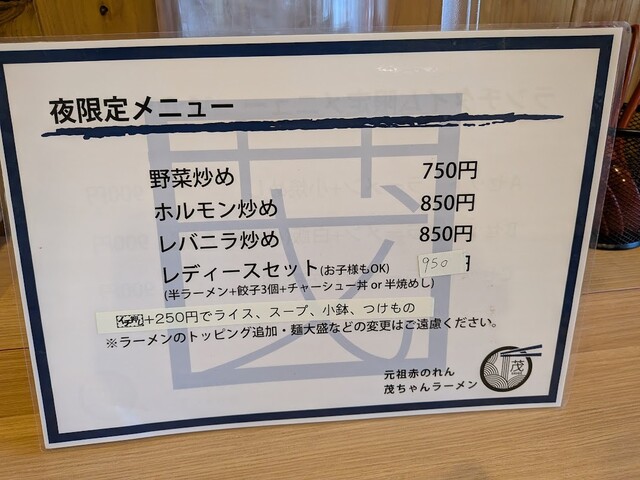 夜限定メニュー
野菜炒め 750円
ホルモン炒め 850円
レバニラ炒め 850円
レディースセット(お子様もOK) 950
(半ラーメン+餃子3個+チャーシュー丼 or 半焼めし)
+250円でライス、スープ、小鉢、つけもの
※ラーメンのトッピング追加・麺大盛などの変更はご遠慮ください。
元祖赤のれん
茂ちゃんラーメン
茂